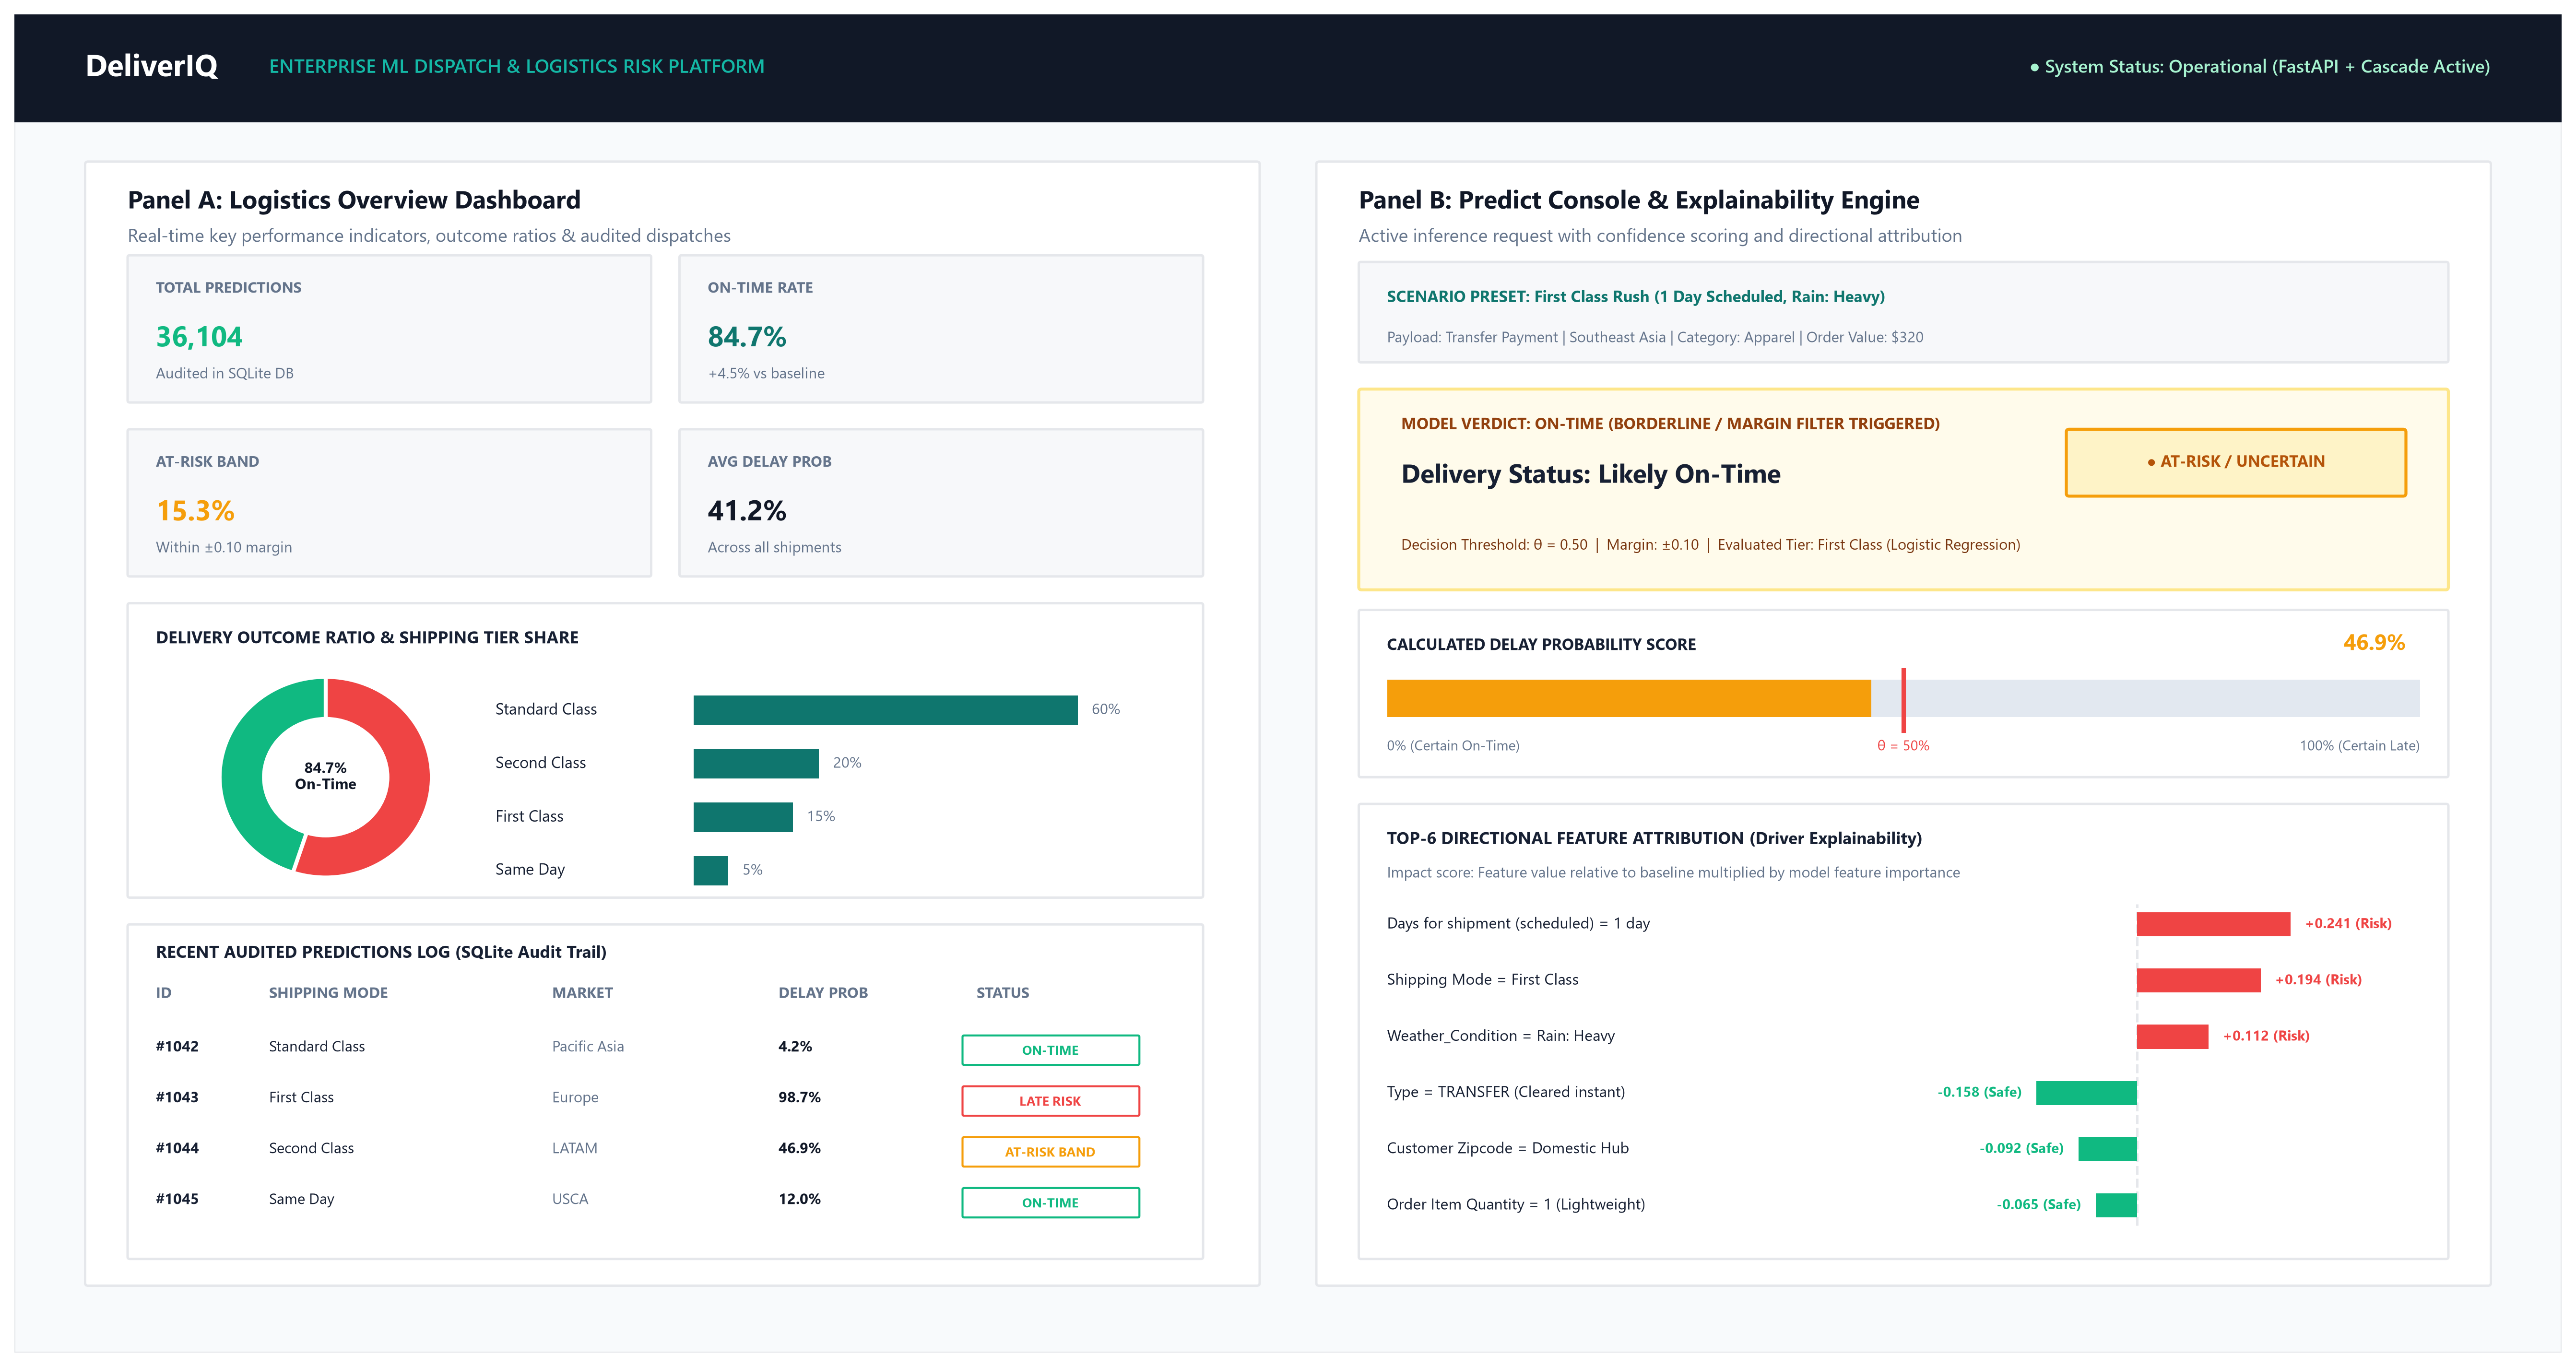 DeliverIQ ENTERPRISE ML DISPATCH & LOGISTICS RISK PLATFORM
● System Status: Operational (FastAPI + Cascade Active)
Panel A: Logistics Overview Dashboard
Real-time key performance indicators, outcome ratios & audited dispatches
TOTAL PREDICTIONS
36,104
Audited in SQLite DB
ON-TIME RATE
84.7%
+4.5% vs baseline
AT-RISK BAND
15.3%
Within ±0.10 margin
AVG DELAY PROB
41.2%
Across all shipments
DELIVERY OUTCOME RATIO & SHIPPING TIER SHARE
84.7%
On-Time
Standard Class 60%
Second Class 20%
First Class 15%
Same Day 5%
RECENT AUDITED PREDICTIONS LOG (SQLite Audit Trail)
ID SHIPPING MODE MARKET DELAY PROB STATUS
#1042 Standard Class Pacific Asia 4.2% ON-TIME
#1043 First Class Europe 98.7% LATE RISK
#1044 Second Class LATAM 46.9% AT-RISK BAND
#1045 Same Day USCA 12.0% ON-TIME
Panel B: Predict Console & Explainability Engine
Active inference request with confidence scoring and directional attribution
SCENARIO PRESET: First Class Rush (1 Day Scheduled, Rain: Heavy)
Payload: Transfer Payment | Southeast Asia | Category: Apparel | Order Value: $320
MODEL VERDICT: ON-TIME (BORDERLINE / MARGIN FILTER TRIGGERED)
Delivery Status: Likely On-Time
● AT-RISK / UNCERTAIN
Decision Threshold: θ = 0.50 | Margin: ±0.10 | Evaluated Tier: First Class (Logistic Regression)
CALCULATED DELAY PROBABILITY SCORE 46.9%
0% (Certain On-Time) θ = 50% 100% (Certain Late)
TOP-6 DIRECTIONAL FEATURE ATTRIBUTION (Driver Explainability)
Impact score: Feature value relative to baseline multiplied by model feature importance
Days for shipment (scheduled) = 1 day +0.241 (Risk)
Shipping Mode = First Class +0.194 (Risk)
Weather_Condition = Rain: Heavy +0.112 (Risk)
Type = TRANSFER (Cleared instant) -0.158 (Safe)
Customer Zipcode = Domestic Hub -0.092 (Safe)
Order Item Quantity = 1 (Lightweight) -0.065 (Safe)